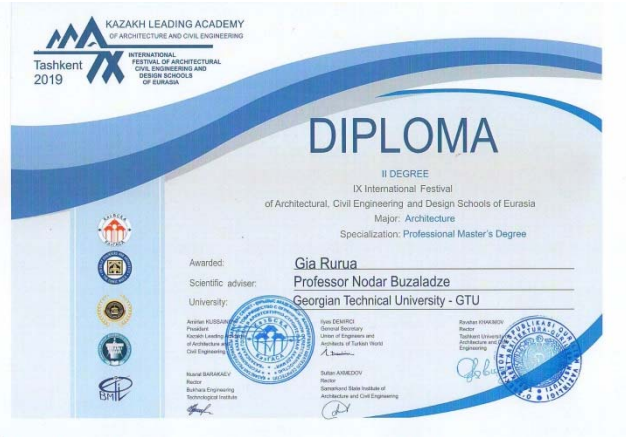 KAZAKH LEADING ACADEMY
OF ARCHITECTURE AND CIVIL ENGINEERING
Tashkent
2019
IX
INTERNATIONAL
FESTIVAL OF ARCHITECTURAL
CIVIL ENGINEERING AND
DESIGN SCHOOLS
OF EURASIA
DIPLOMA
II DEGREE
IX International Festival
of Architectural, Civil Engineering and Design Schools of Eurasia
Major: Architecture
Specialization: Professional Master's Degree
Awarded: Gia Rurua
Scientific adviser: Professor Nodar Buzaladze
University: Georgian Technical University - GTU
Amirlan KUSSAINOV
President
Kazakh Leading Academy
of Architecture and
Civil Engineering
Ilyas DEMIRCI
General Secretary
Union of Engineers and
Architects of Turkish World
Ravshan KHAKIMOV
Rector
Tashkent University
Architecture and
Engineering
BARAKAEV
Rector
Bukhara Engineering
Technological Institute
Sultan AXMEDOV
Rector
Samarkand State Institute of
Architecture and Civil Engineering